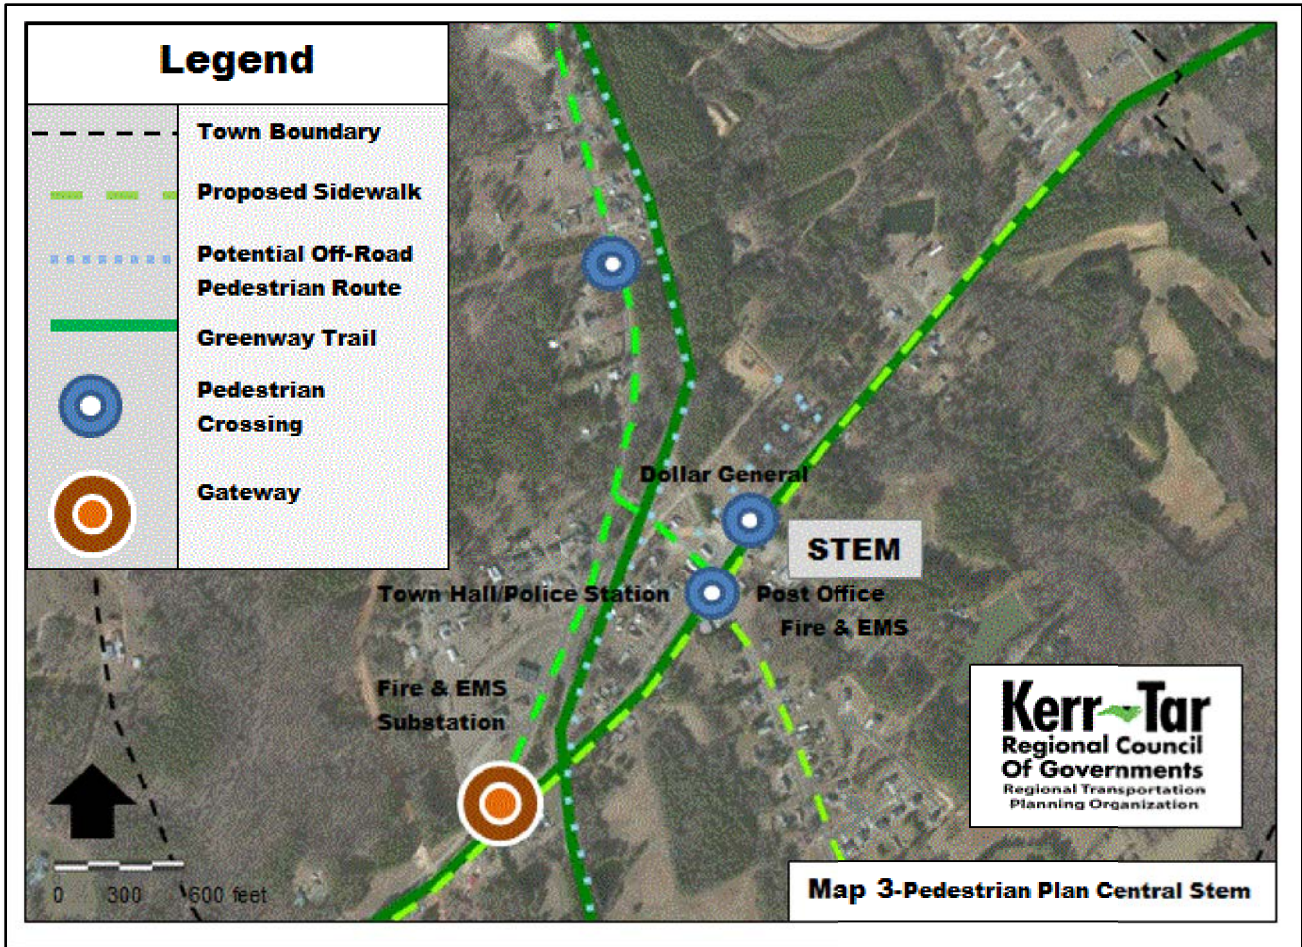 Legend
Town Boundary
Proposed Sidewalk
Potential Off-Road
Pedestrian Route
Greenway Trail
Pedestrian
Crossing
Gateway
Dollar General
STEM
Town Hall/Police Station
Post Office
Fire & EMS
Fire & EMS
Substation
Kerr Tar
Regional Council
Of Governments
Regional Transportation
Planning Organization
0 300 600 feet
Map 3-Pedestrian Plan Central Stem